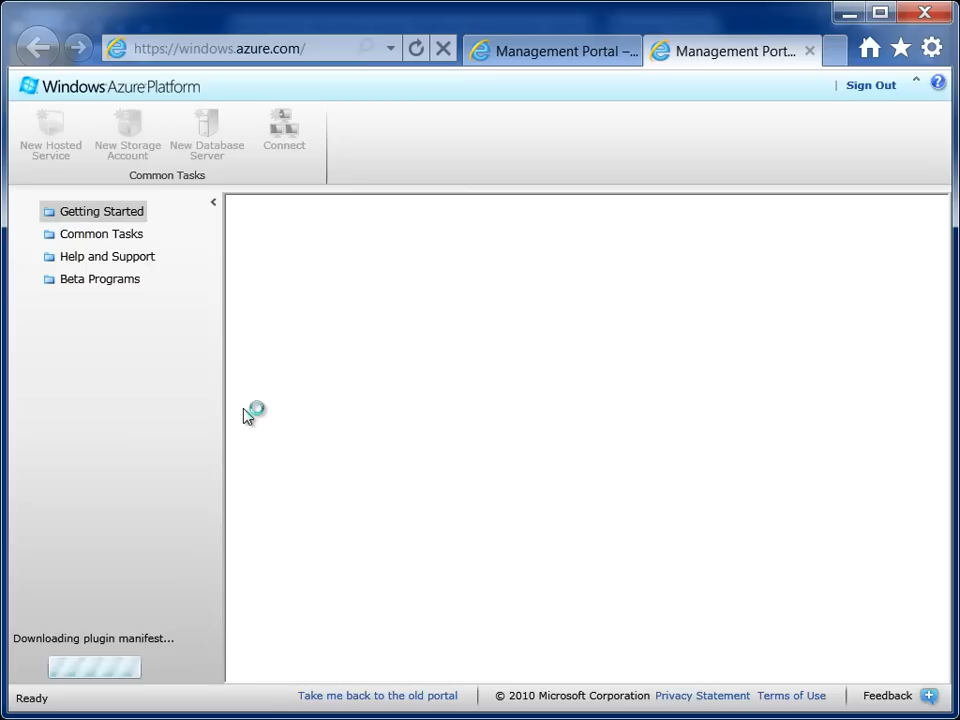 https://windows.azure.com/
Management Portal –...
Management Port...
Windows Azure Platform
Sign Out
New Hosted Service
New Storage Account
New Database Server
Connect
Common Tasks
Getting Started
Common Tasks
Help and Support
Beta Programs
Downloading plugin manifest...
Ready
Take me back to the old portal
© 2010 Microsoft Corporation
Privacy Statement
Terms of Use
Feedback